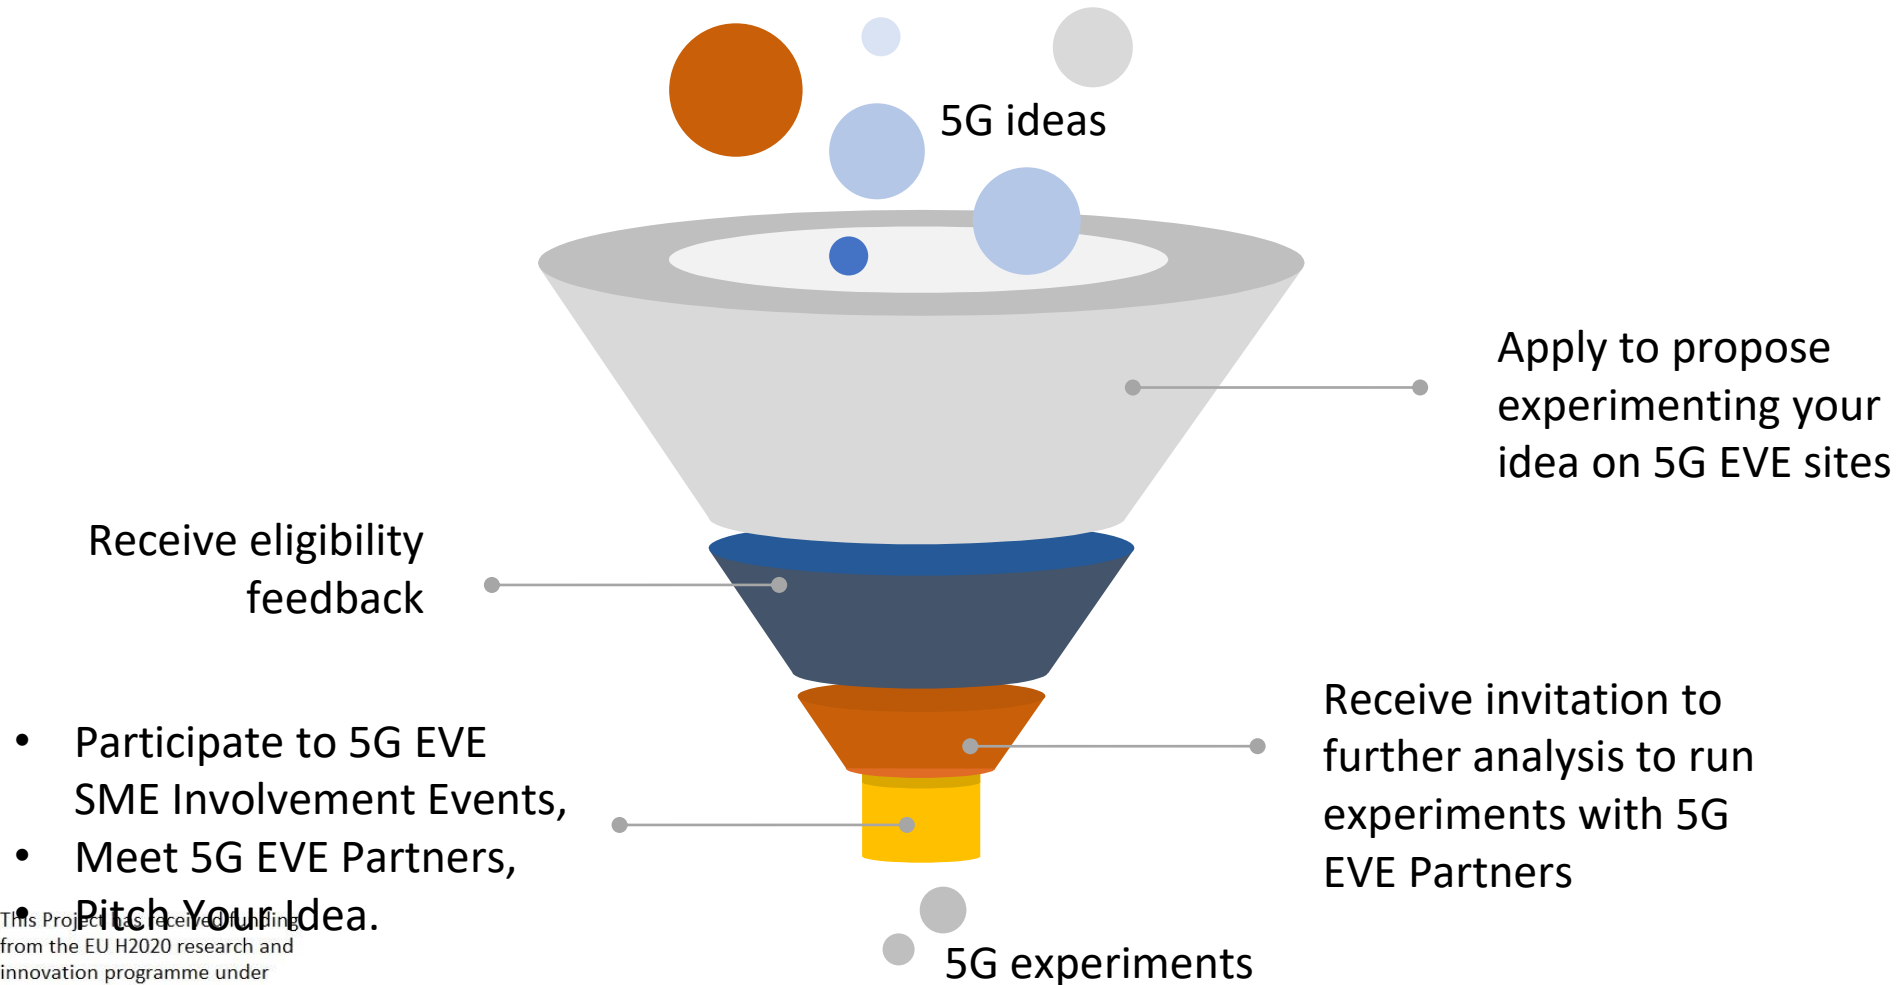 5G ideas
Apply to propose
experimenting your
idea on 5G EVE sites
Receive eligibility
feedback
Receive invitation to
further analysis to run
experiments with 5G
EVE Partners
• Participate to 5G EVE
SME Involvement Events,
• Meet 5G EVE Partners,
• Pitch Your Idea.
This Project has received funding
from the EU H2020 research and
innovation programme under
5G experiments